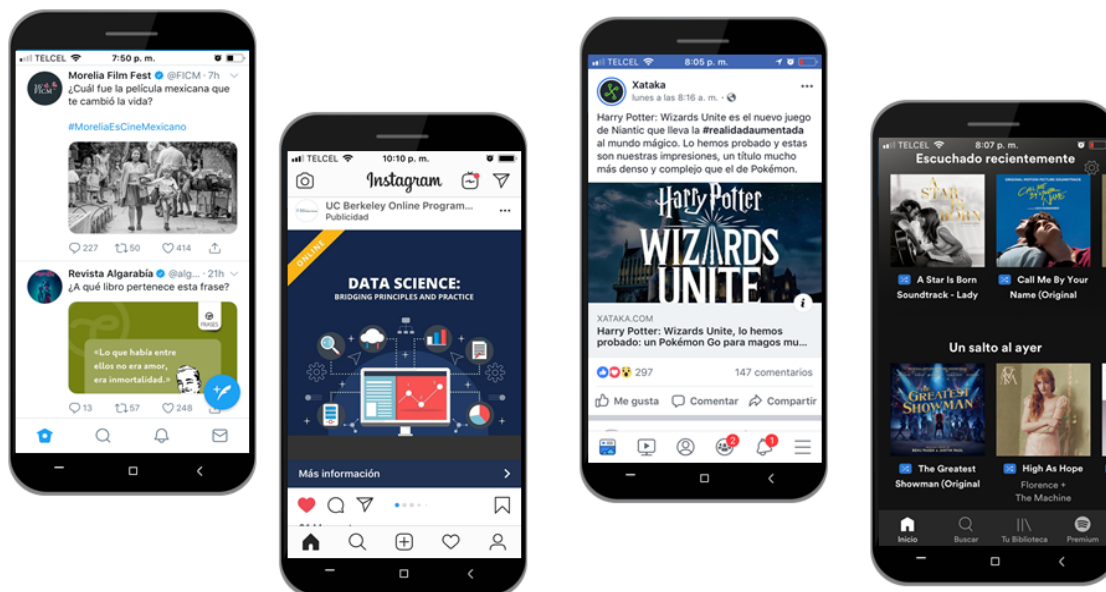 TELCEL 7:50 p. m.
Morelia Film Fest @FICM · 7h
¿Cuál fue la película mexicana que
te cambió la vida?
#MoreliaEsCineMexicano
227 50 414
Revista Algarabía @alg... · 21h
¿A qué libro pertenece esta frase?
FRASES
«Lo que había entre
ellos no era amor,
era inmortalidad.»
13 57 248
TELCEL 10:10 p. m.
Instagram
UC Berkeley Online Program...
Publicidad
ONLINE
DATA SCIENCE:
BRIDGING PRINCIPLES AND PRACTICE
Más información
TELCEL 8:05 p. m.
Xataka
lunes a las 8:16 a. m.
Harry Potter: Wizards Unite es el nuevo juego
de Niantic que lleva la #realidadaumentada
al mundo mágico. Lo hemos probado y estas
son nuestras impresiones, un título mucho
más denso y complejo que el de Pokémon.
Harry Potter
WIZARDS
UNITE
XATAKA.COM
Harry Potter: Wizards Unite, lo hemos
probado: un Pokémon Go para magos mu...
297 147 comentarios
Me gusta Comentar Compartir
2 1
TELCEL 8:07 p. m.
Escuchado recientemente
A STAR IS BORN
CALL ME BY YOUR NAME
A Star Is Born
Soundtrack - Lady
Call Me By Your
Name (Original
Un salto al ayer
THE GREATEST SHOWMAN
The Greatest
Showman (Original
High As Hope
Florence +
The Machine
Inicio Buscar Tu Biblioteca Premium